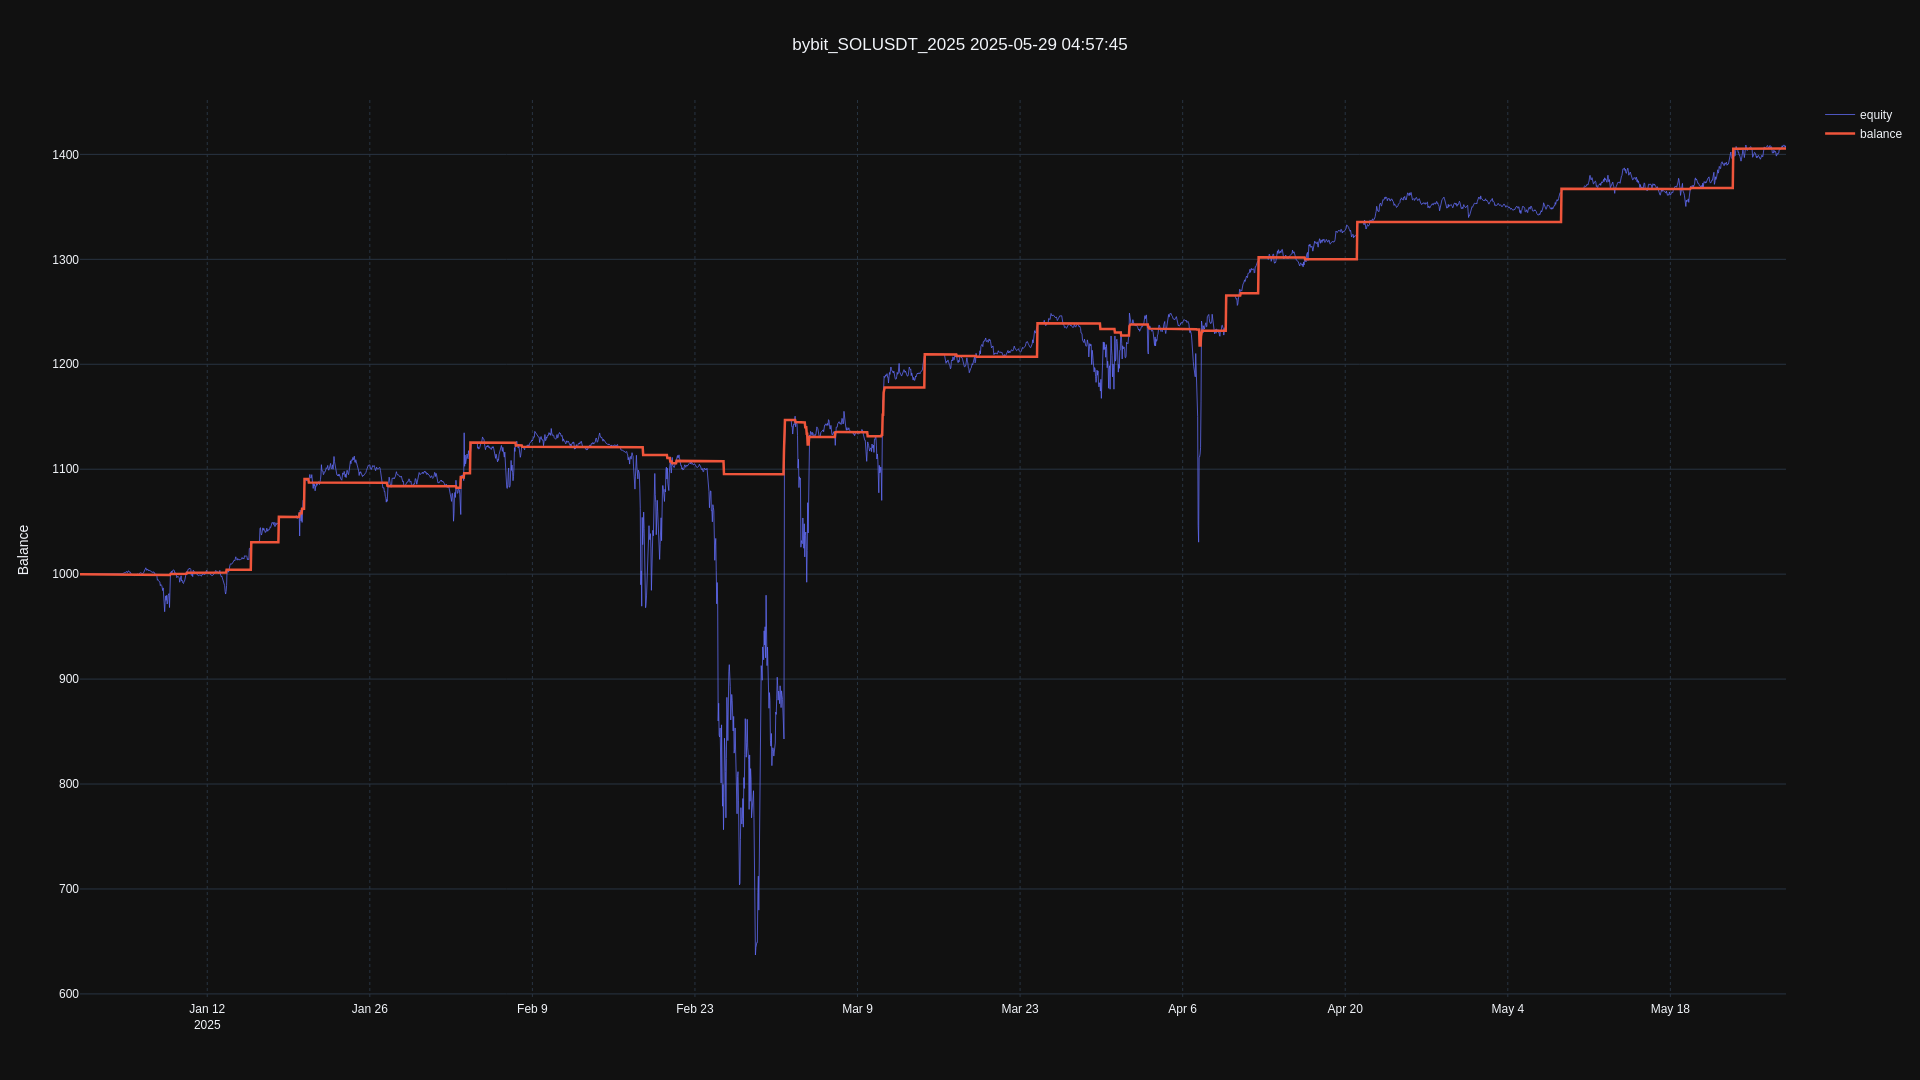 bybit_SOLUSDT_2025 2025-05-29 04:57:45
equity
balance
Balance
1400
1300
1200
1100
1000
900
800
700
600
Jan 12 Jan 26 Feb 9 Feb 23 Mar 9 Mar 23 Apr 6 Apr 20 May 4 May 18
2025